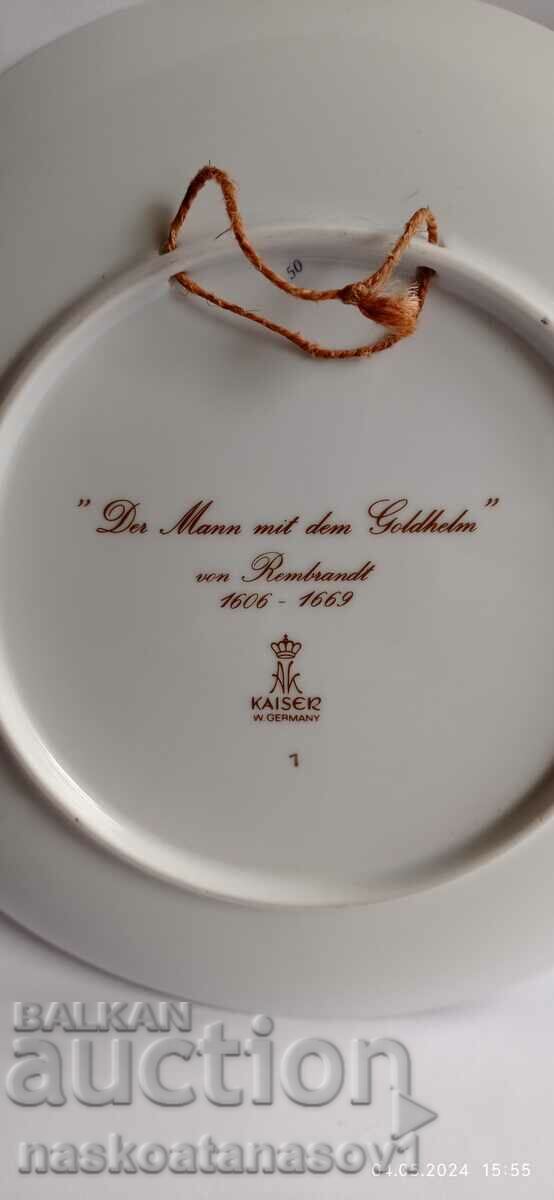 50
"Der Mann mit dem Goldhelm"
von Rembrandt
1606 - 1669
AK
KAISER
W. GERMANY
1
BALKAN
auction
naskoatanasov1
04.05.2024 15:55